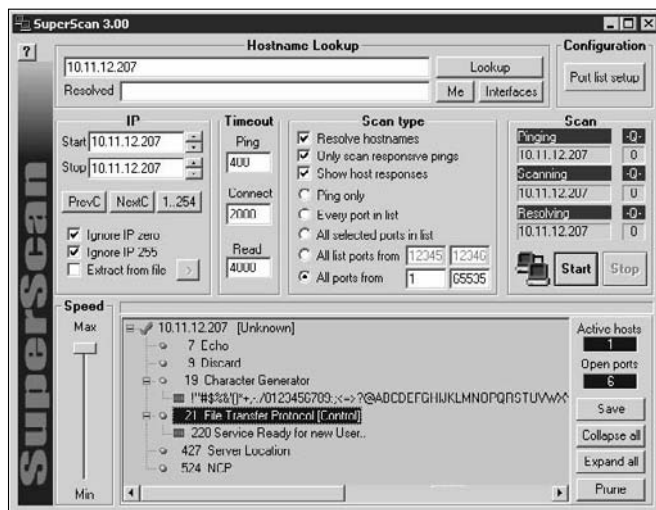 SuperScan 3.00
?
Hostname Lookup
10.11.12.207
Lookup
Resolved
Me
Interfaces
Configuration
Port list setup
IP
Start 10.11.12.207
Stop 10.11.12.207
PrevC
NextC
1..254
Ignore IP zero
Ignore IP 255
Extract from file
>
Timeout
Ping
400
Connect
2000
Read
4000
Scan type
Resolve hostnames
Only scan responsive pings
Show host responses
Ping only
Every port in list
All selected ports in list
All list ports from 12345 12346
All ports from 1 65535
Scan
Pinging -Q-
10.11.12.207 0
Scanning -Q-
10.11.12.207 0
Resolving -Q-
10.11.12.207 0
Start
Stop
SuperScan
Speed
Max
Min
10.11.12.207 [Unknown]
7 Echo
9 Discard
19 Character Generator
!"#$%&'()*+,-./0123456789:;<=>?@ABCDEFGHIJKLMNOPQRSTUVWX
21 File Transfer Protocol [Control]
220 Service Ready for new User..
427 Server Location
524 NCP
Active hosts
1
Open ports
6
Save
Collapse all
Expand all
Prune